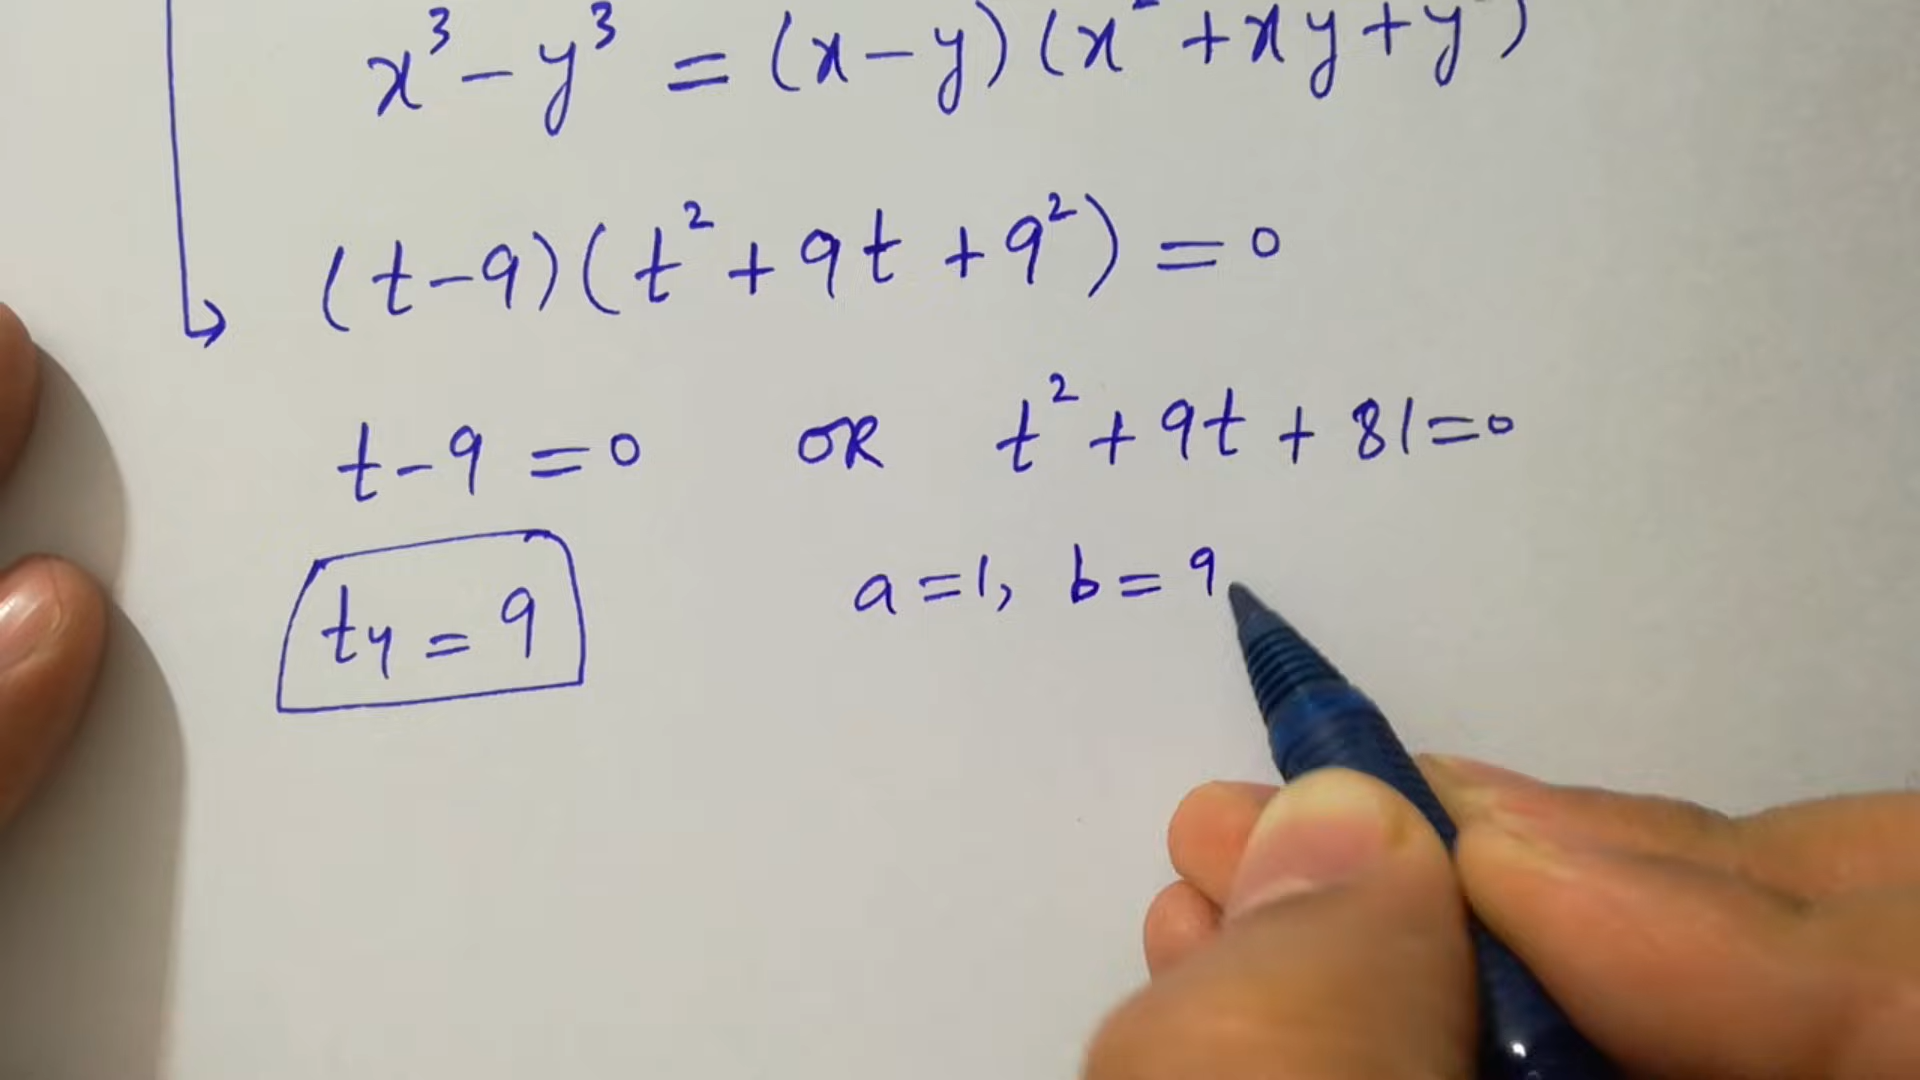 x³ - y³ = (x-y)(x² + xy + y²)
(t-9)(t² + 9t + 9²) = 0
t-9 = 0 OR t² + 9t + 81 = 0
t₄ = 9 a = 1, b = 9